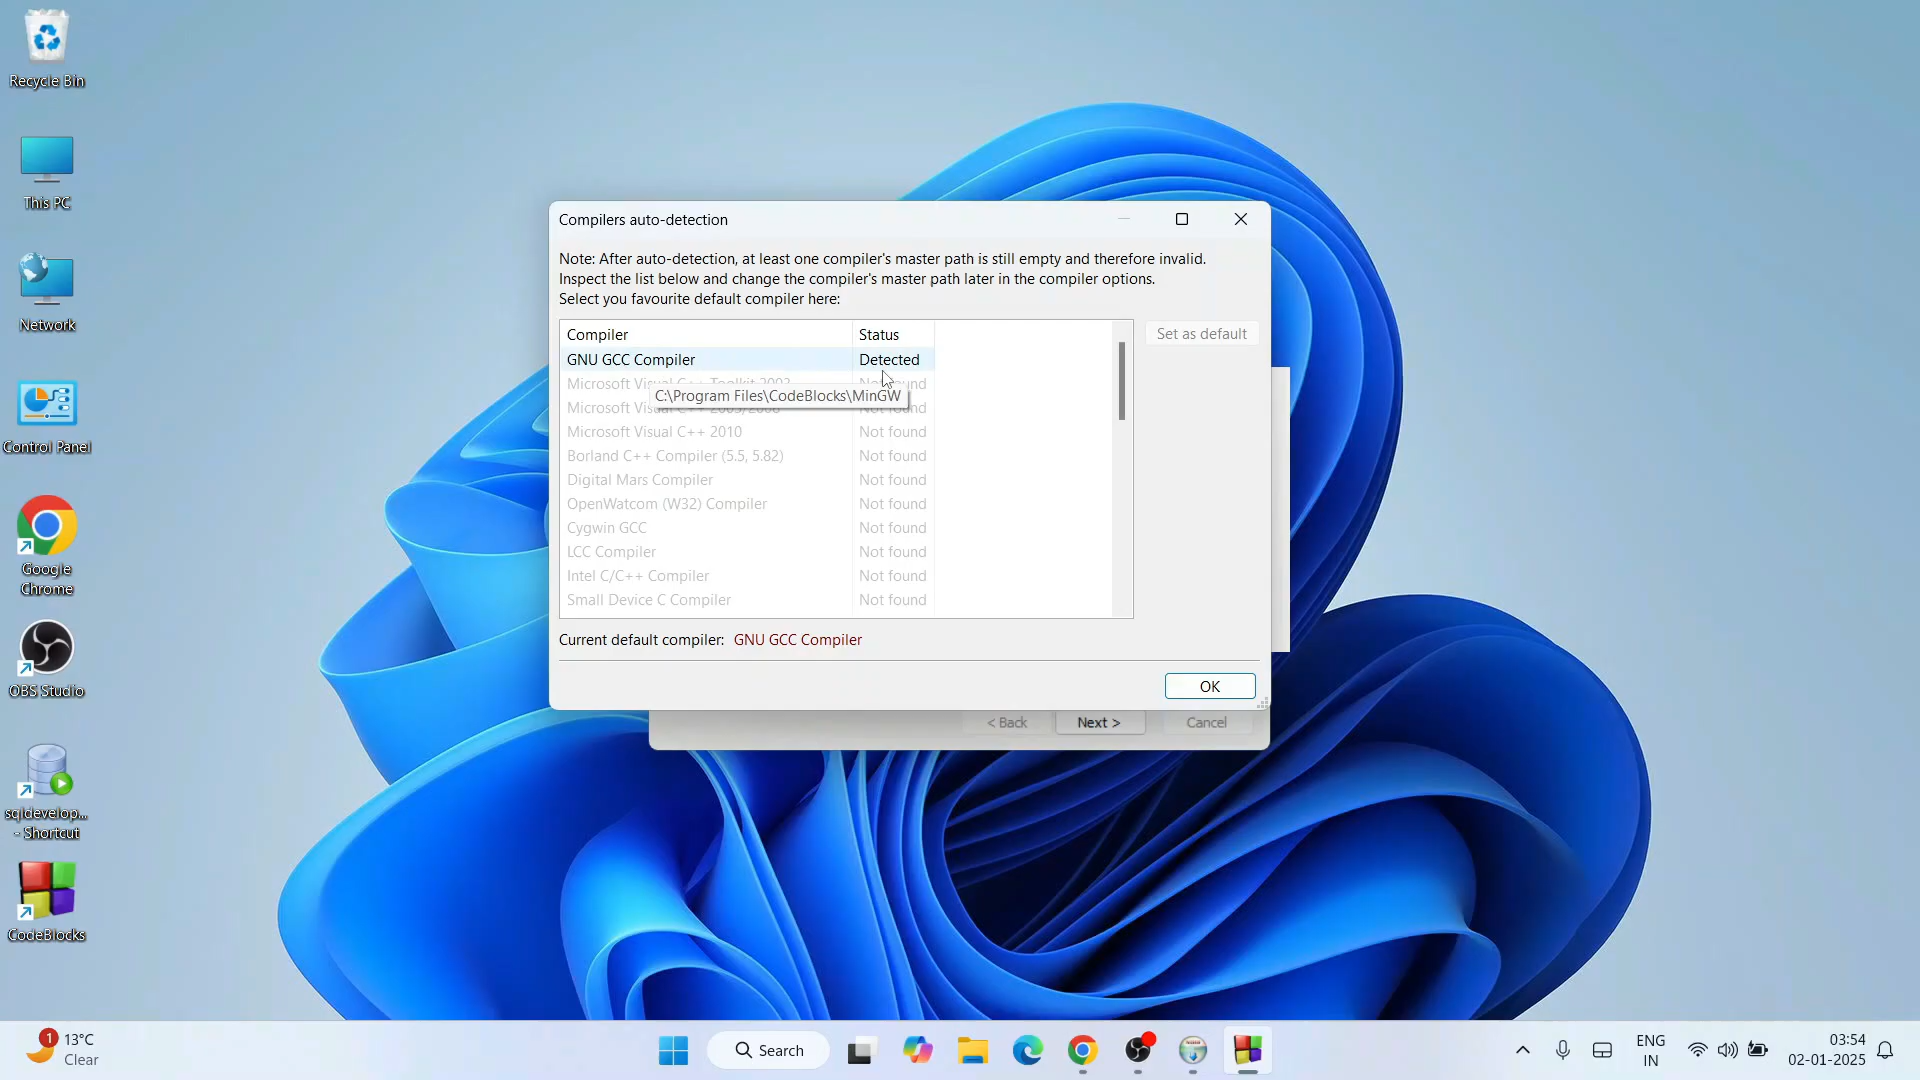 Recycle Bin
This PC
Network
Control Panel
Google
Chrome
OBS Studio
sqldevelop...
- Shortcut
CodeBlocks
Compilers auto-detection
Note: After auto-detection, at least one compiler's master path is still empty and therefore invalid.
Inspect the list below and change the compiler's master path later in the compiler options.
Select you favourite default compiler here:
Compiler Status
Set as default
GNU GCC Compiler Detected
C:\Program Files\CodeBlocks\MinGW
Microsoft Visual C++ 2010 Not found
Borland C++ Compiler (5.5, 5.82) Not found
Digital Mars Compiler Not found
OpenWatcom (W32) Compiler Not found
Cygwin GCC Not found
LCC Compiler Not found
Intel C/C++ Compiler Not found
Small Device C Compiler Not found
Current default compiler: GNU GCC Compiler
OK
< Back Next > Cancel
1
13°C
Clear
Search
ENG
IN
03:54
02-01-2025